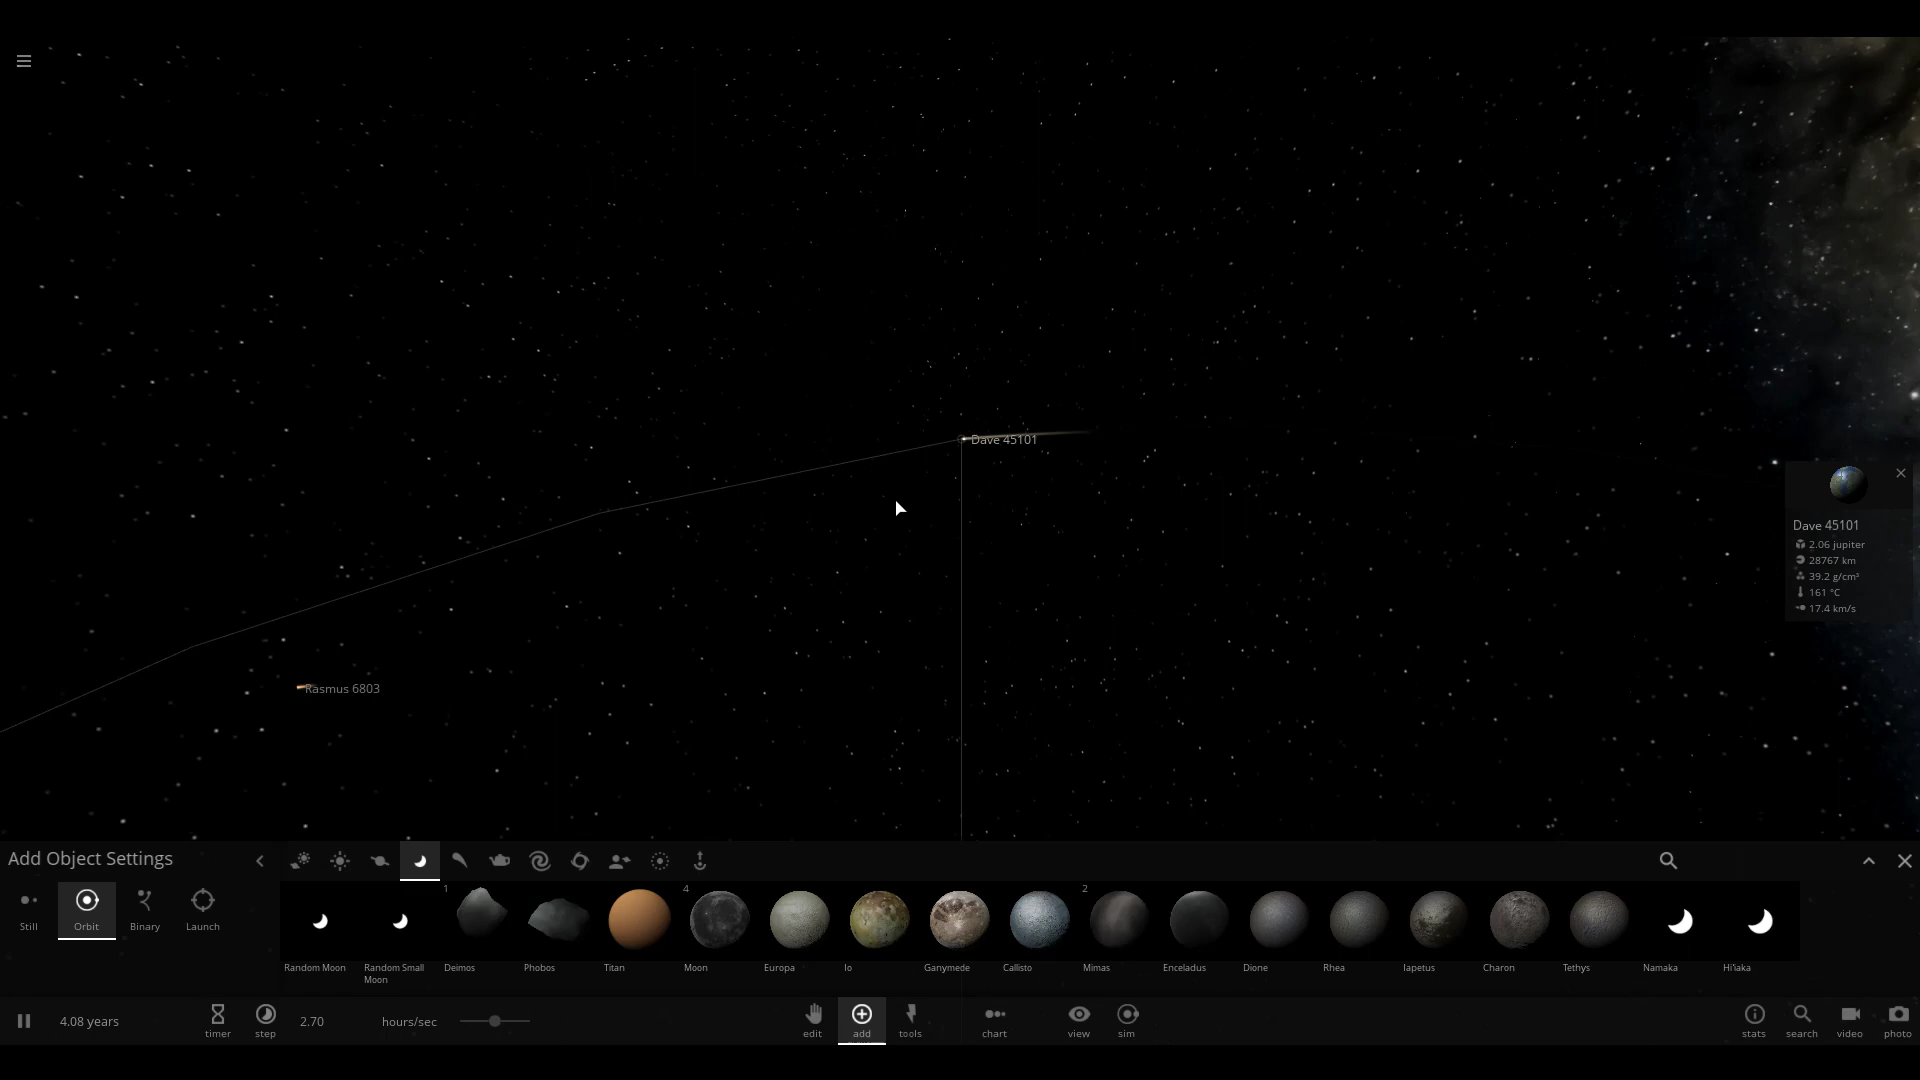 Dave 45101
Dave 45101
2.06 jupiter
28767 km
39.2 g/cm³
161 °C
17.4 km/s
Rasmus 6803
Add Object Settings
Still
Orbit
Binary
Launch
1
4
2
Random Moon
Random Small
Moon
Deimos
Phobos
Titan
Moon
Europa
Io
Ganymede
Callisto
Mimas
Enceladus
Dione
Rhea
Iapetus
Charon
Tethys
Namaka
Hi'iaka
4.08 years
timer
step
2.70
hours/sec
edit
add
tools
chart
view
sim
stats
search
video
photo